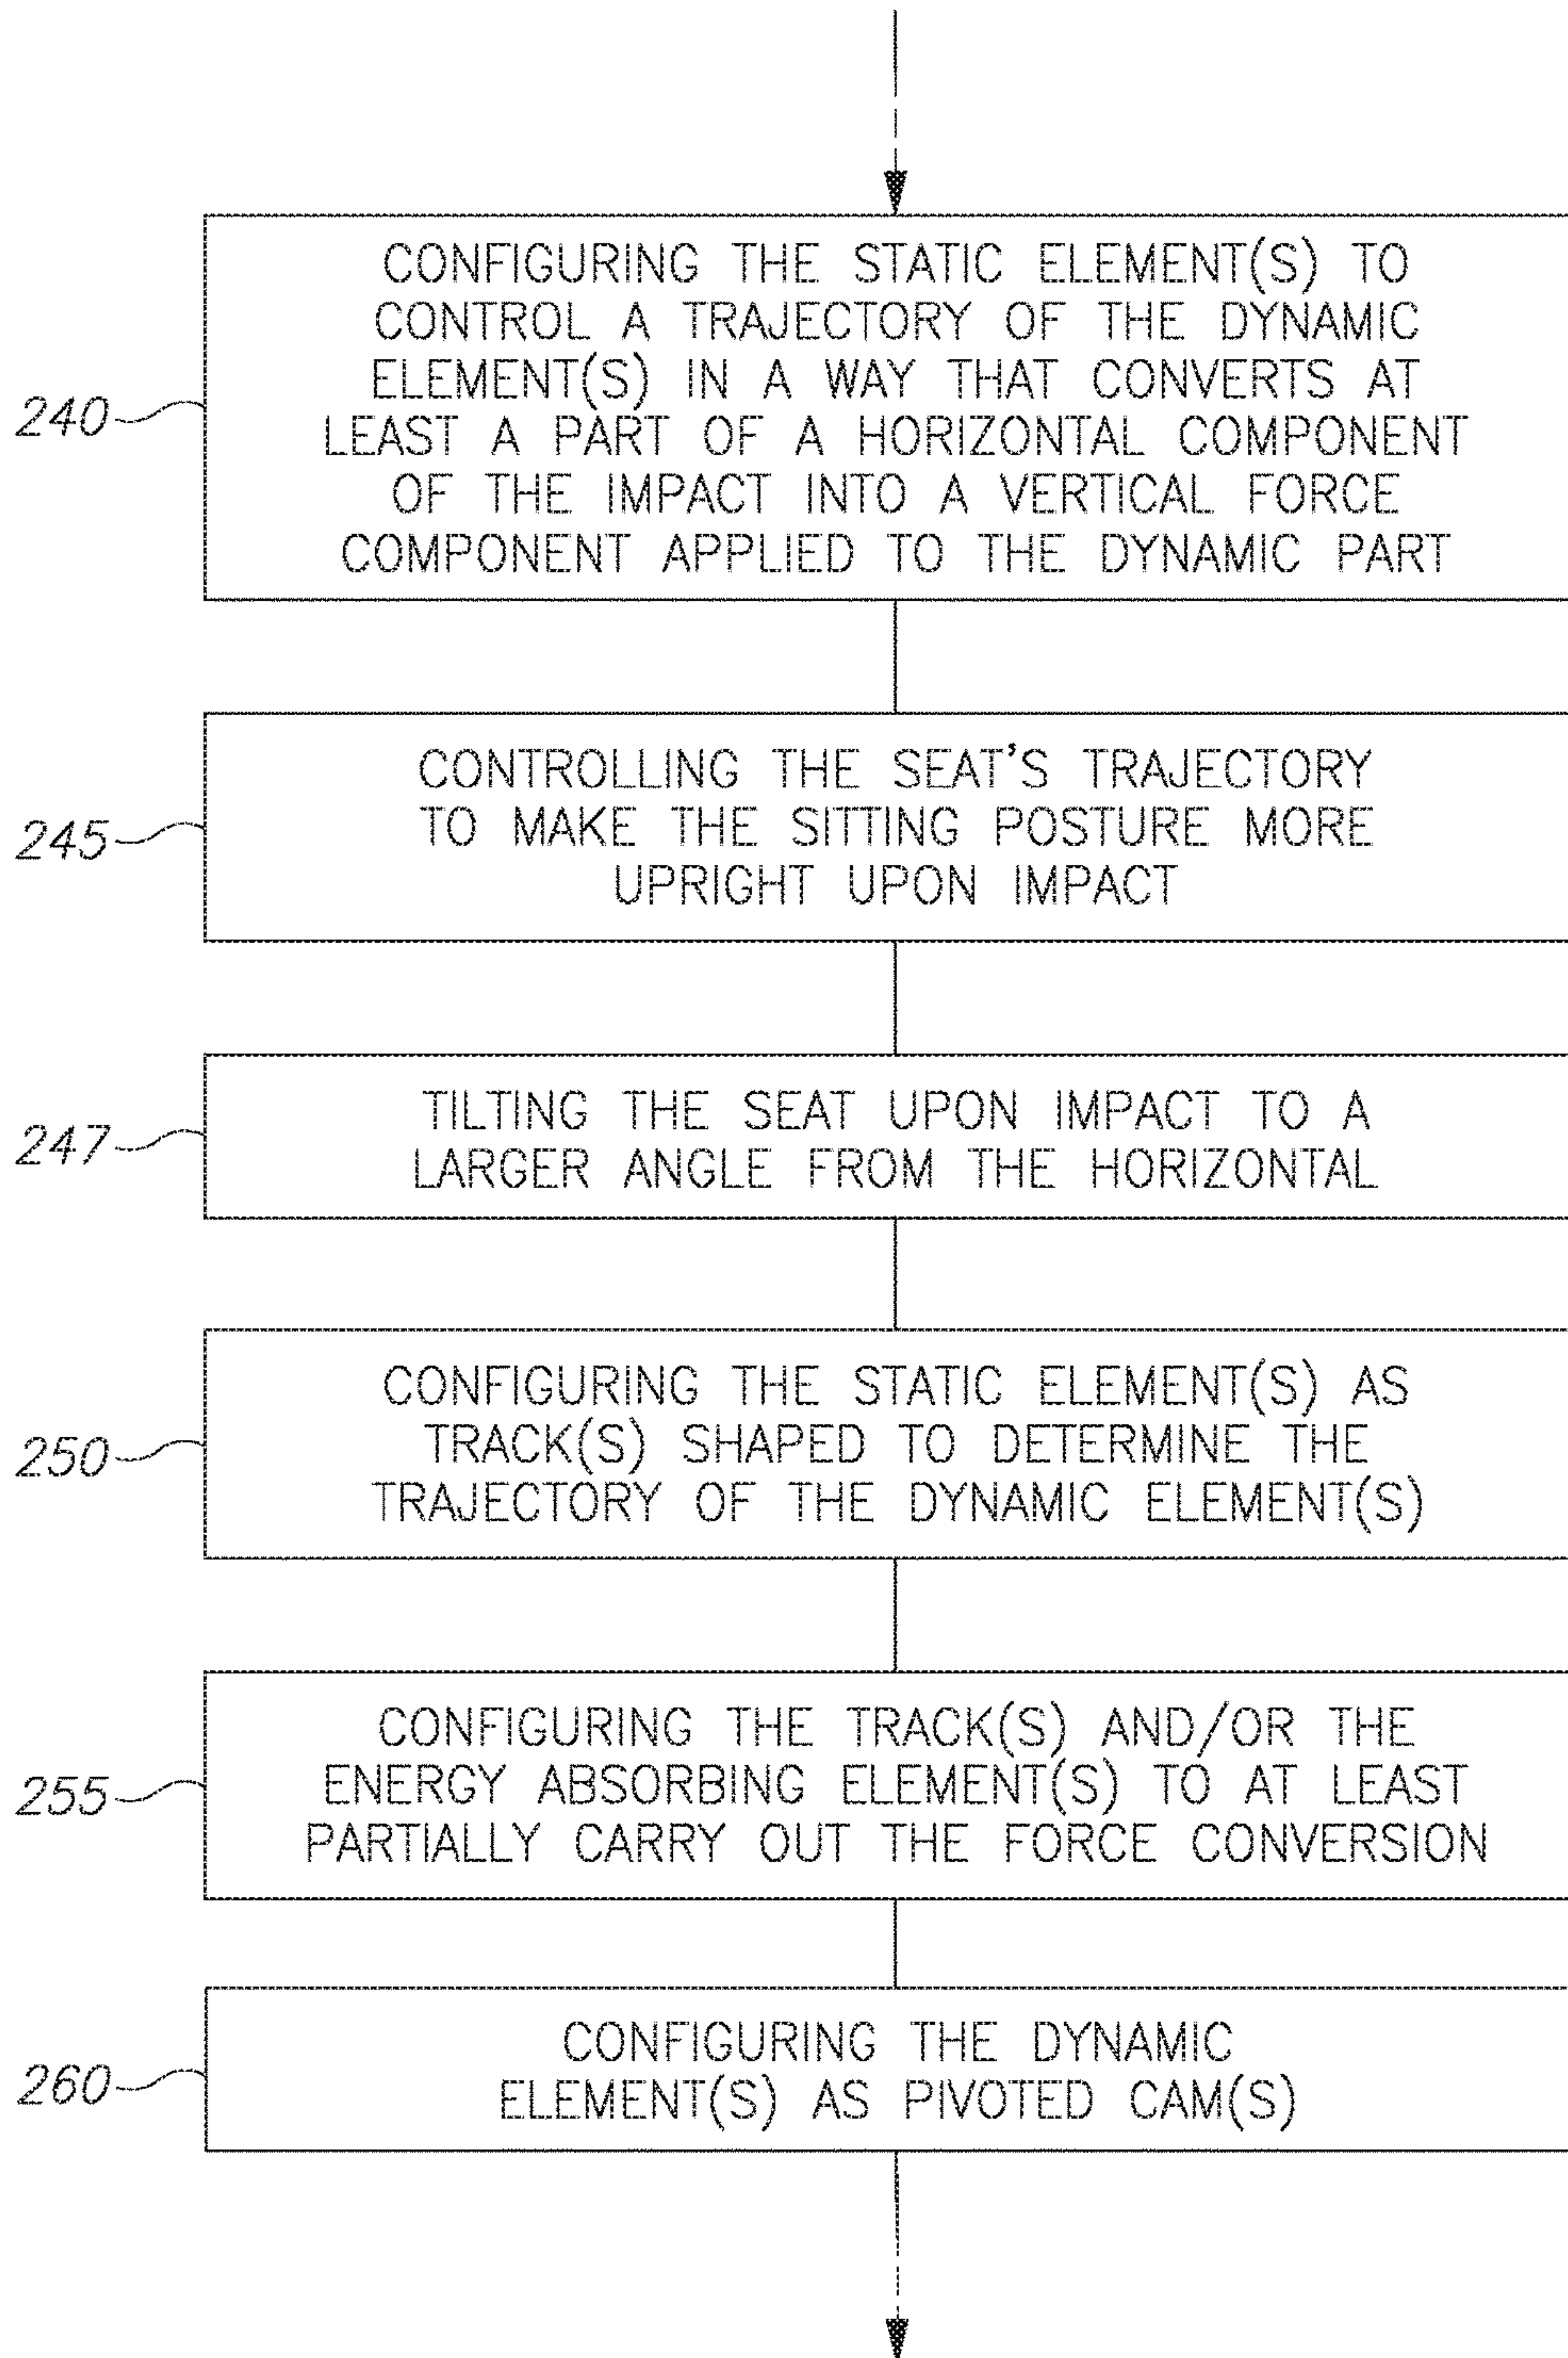 CONFIGURING THE STATIC ELEMENT(S) TO
CONTROL A TRAJECTORY OF THE DYNAMIC
ELEMENT(S) IN A WAY THAT CONVERTS AT
LEAST A PART OF A HORIZONTAL COMPONENT
OF THE IMPACT INTO A VERTICAL FORCE
COMPONENT APPLIED TO THE DYNAMIC PART
240
CONTROLLING THE SEAT'S TRAJECTORY
TO MAKE THE SITTING POSTURE MORE
UPRIGHT UPON IMPACT
245
TILTING THE SEAT UPON IMPACT TO A
LARGER ANGLE FROM THE HORIZONTAL
247
CONFIGURING THE STATIC ELEMENT(S) AS
TRACK(S) SHAPED TO DETERMINE THE
TRAJECTORY OF THE DYNAMIC ELEMENT(S)
250
CONFIGURING THE TRACK(S) AND/OR THE
ENERGY ABSORBING ELEMENT(S) TO AT LEAST
PARTIALLY CARRY OUT THE FORCE CONVERSION
255
CONFIGURING THE DYNAMIC
ELEMENT(S) AS PIVOTED CAM(S)
260